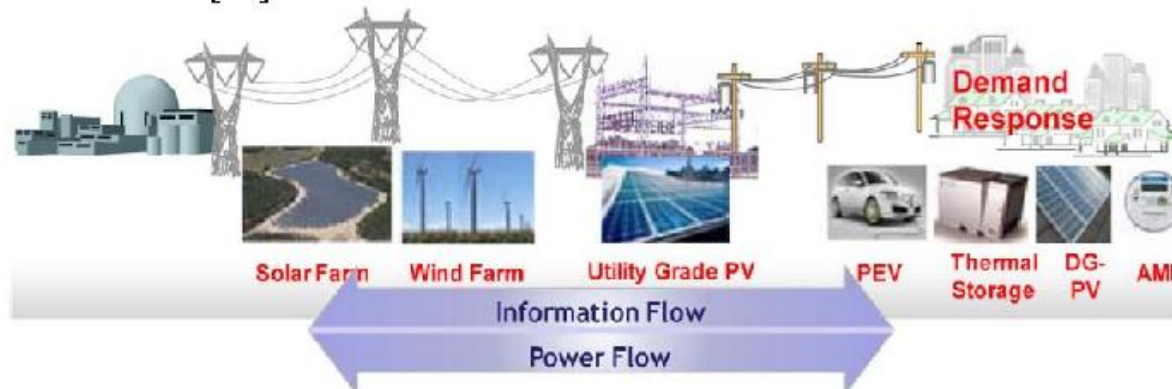 Demand
Response
Solar Farm
Wind Farm
Utility Grade PV
PEV
Thermal
Storage
DG-
PV
Information Flow
Power Flow